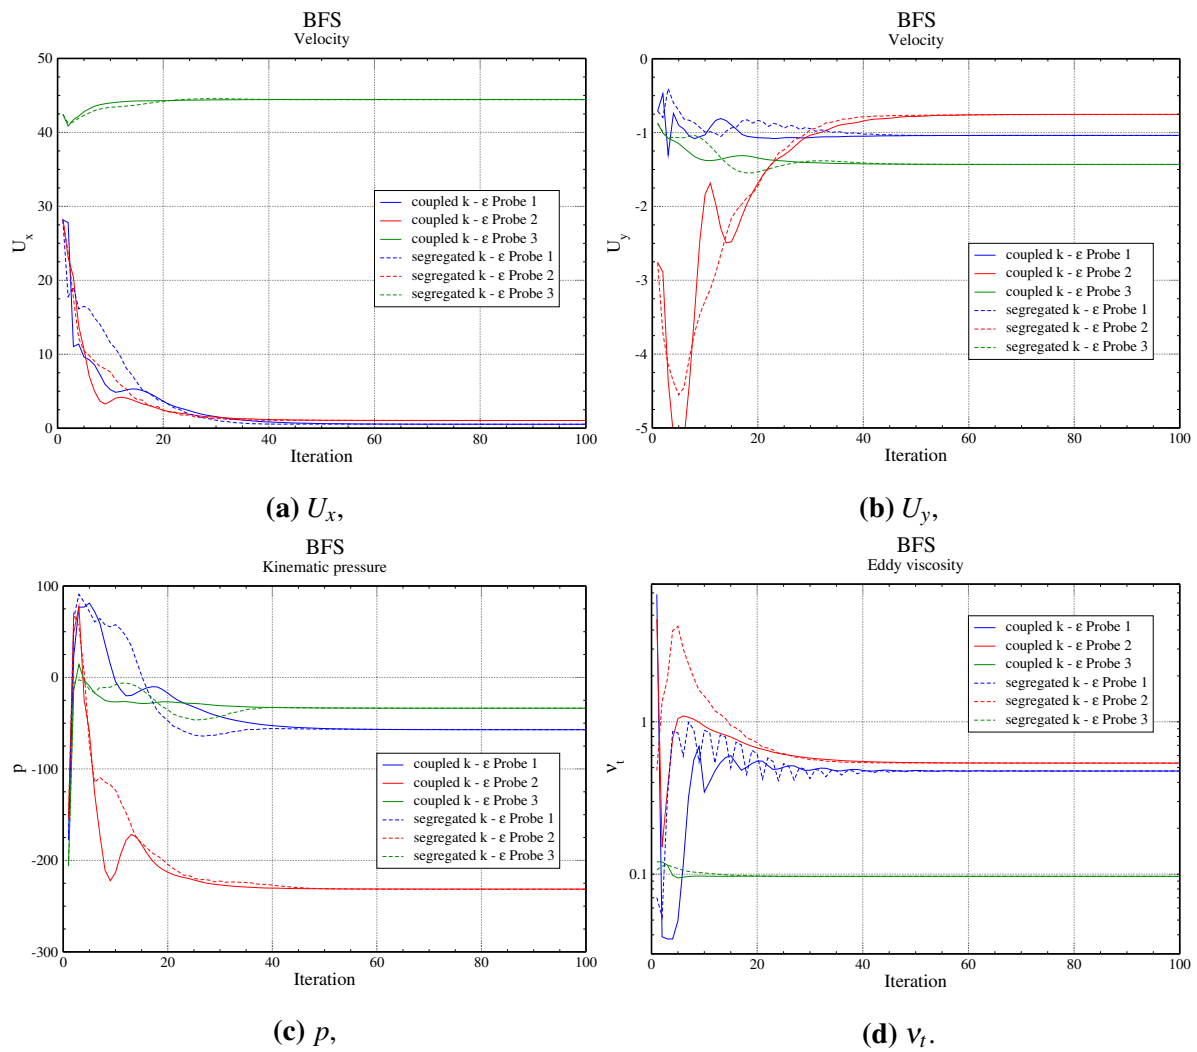 BFS
Velocity
50
40
30
20
10
0
U_x
0 20 40 60 80 100
Iteration
coupled k - ε Probe 1
coupled k - ε Probe 2
coupled k - ε Probe 3
segregated k - ε Probe 1
segregated k - ε Probe 2
segregated k - ε Probe 3
(a) U_x,
BFS
Velocity
0
-1
-2
-3
-4
-5
U_y
0 20 40 60 80 100
Iteration
coupled k - ε Probe 1
coupled k - ε Probe 2
coupled k - ε Probe 3
segregated k - ε Probe 1
segregated k - ε Probe 2
segregated k - ε Probe 3
(b) U_y,
BFS
Kinematic pressure
100
0
-100
-200
-300
p
0 20 40 60 80 100
Iteration
coupled k - ε Probe 1
coupled k - ε Probe 2
coupled k - ε Probe 3
segregated k - ε Probe 1
segregated k - ε Probe 2
segregated k - ε Probe 3
(c) p,
BFS
Eddy viscosity
1
0.1
ν_t
0 20 40 60 80 100
Iteration
coupled k - ε Probe 1
coupled k - ε Probe 2
coupled k - ε Probe 3
segregated k - ε Probe 1
segregated k - ε Probe 2
segregated k - ε Probe 3
(d) ν_t.